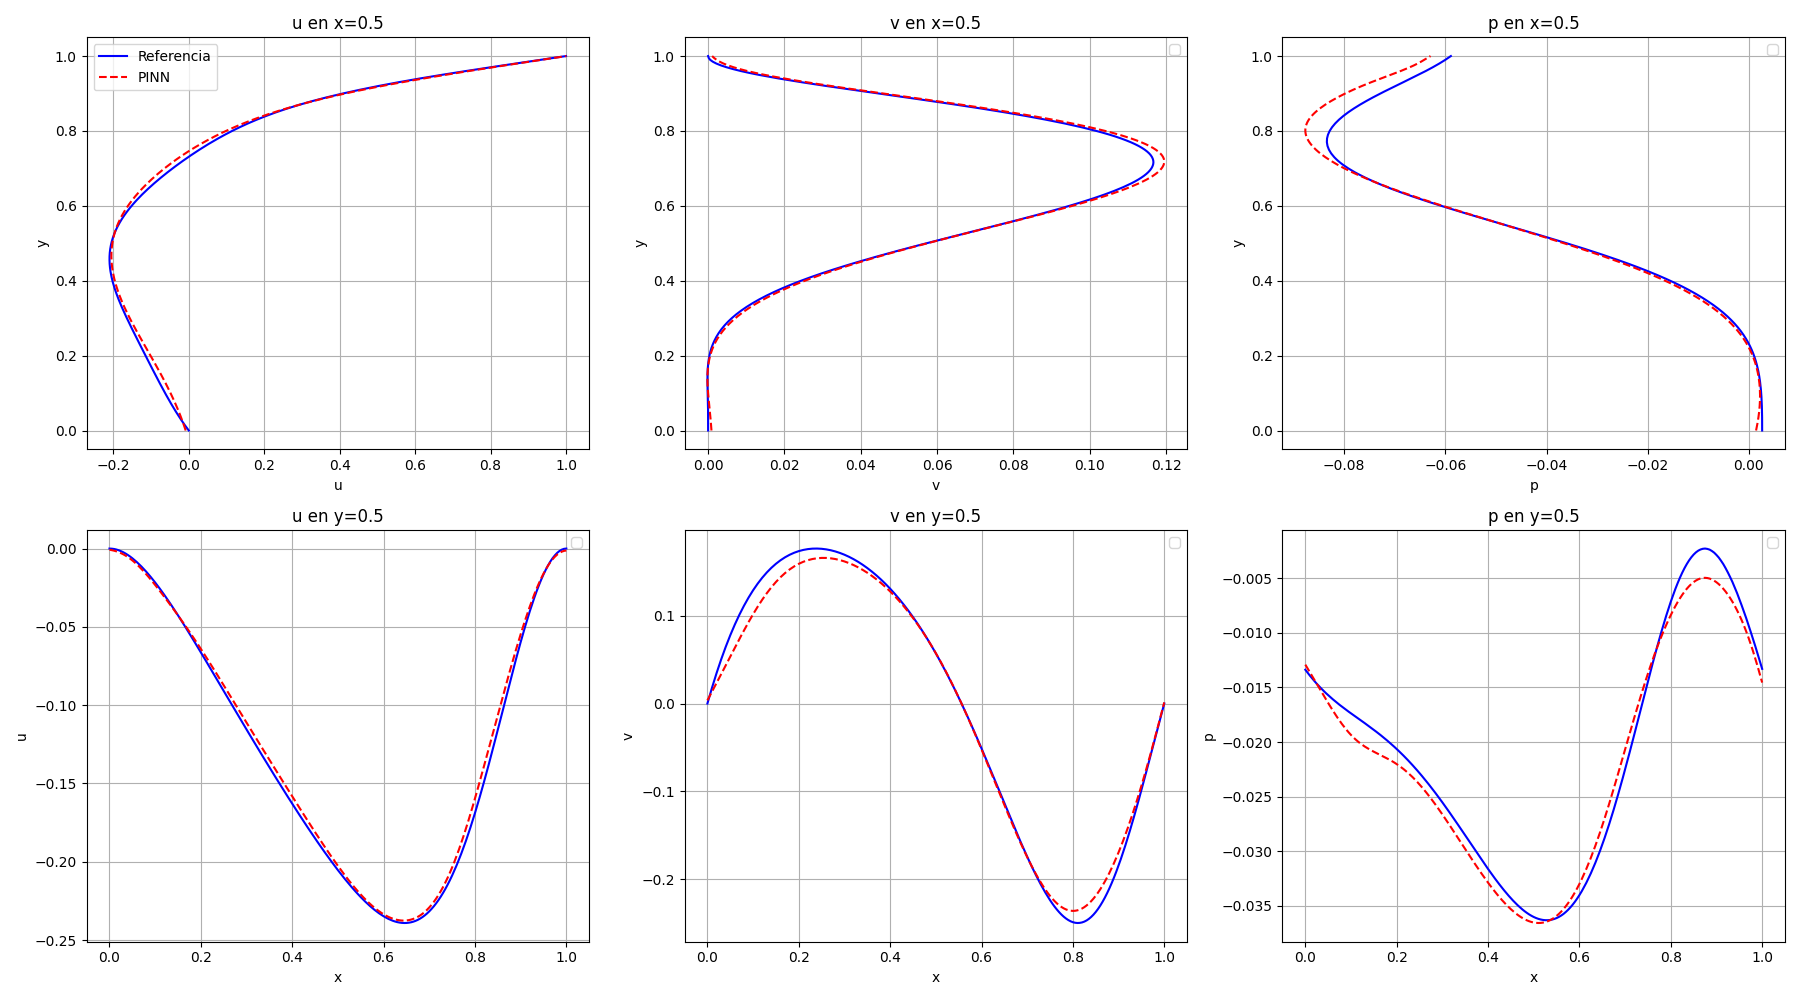 u en x=0.5
Referencia
PINN
1.0
0.8
0.6
0.4
0.2
0.0
y
−0.2 0.0 0.2 0.4 0.6 0.8 1.0
u
v en x=0.5
1.0
0.8
0.6
0.4
0.2
0.0
y
0.00 0.02 0.04 0.06 0.08 0.10 0.12
v
p en x=0.5
1.0
0.8
0.6
0.4
0.2
0.0
y
−0.08 −0.06 −0.04 −0.02 0.00
p
u en y=0.5
0.00
−0.05
−0.10
−0.15
−0.20
−0.25
u
0.0 0.2 0.4 0.6 0.8 1.0
x
v en y=0.5
0.1
0.0
−0.1
−0.2
v
0.0 0.2 0.4 0.6 0.8 1.0
x
p en y=0.5
−0.005
−0.010
−0.015
−0.020
−0.025
−0.030
−0.035
p
0.0 0.2 0.4 0.6 0.8 1.0
x